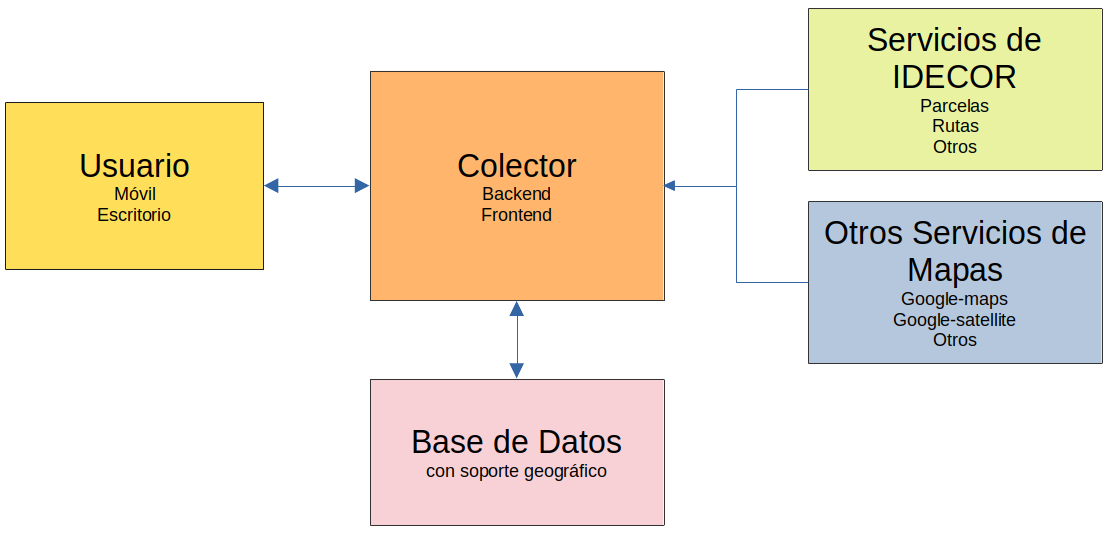 Usuario
Móvil
Escritorio
Colector
Backend
Frontend
Servicios de
IDECOR
Parcelas
Rutas
Otros
Otros Servicios de
Mapas
Google-maps
Google-satellite
Otros
Base de Datos
con soporte geográfico